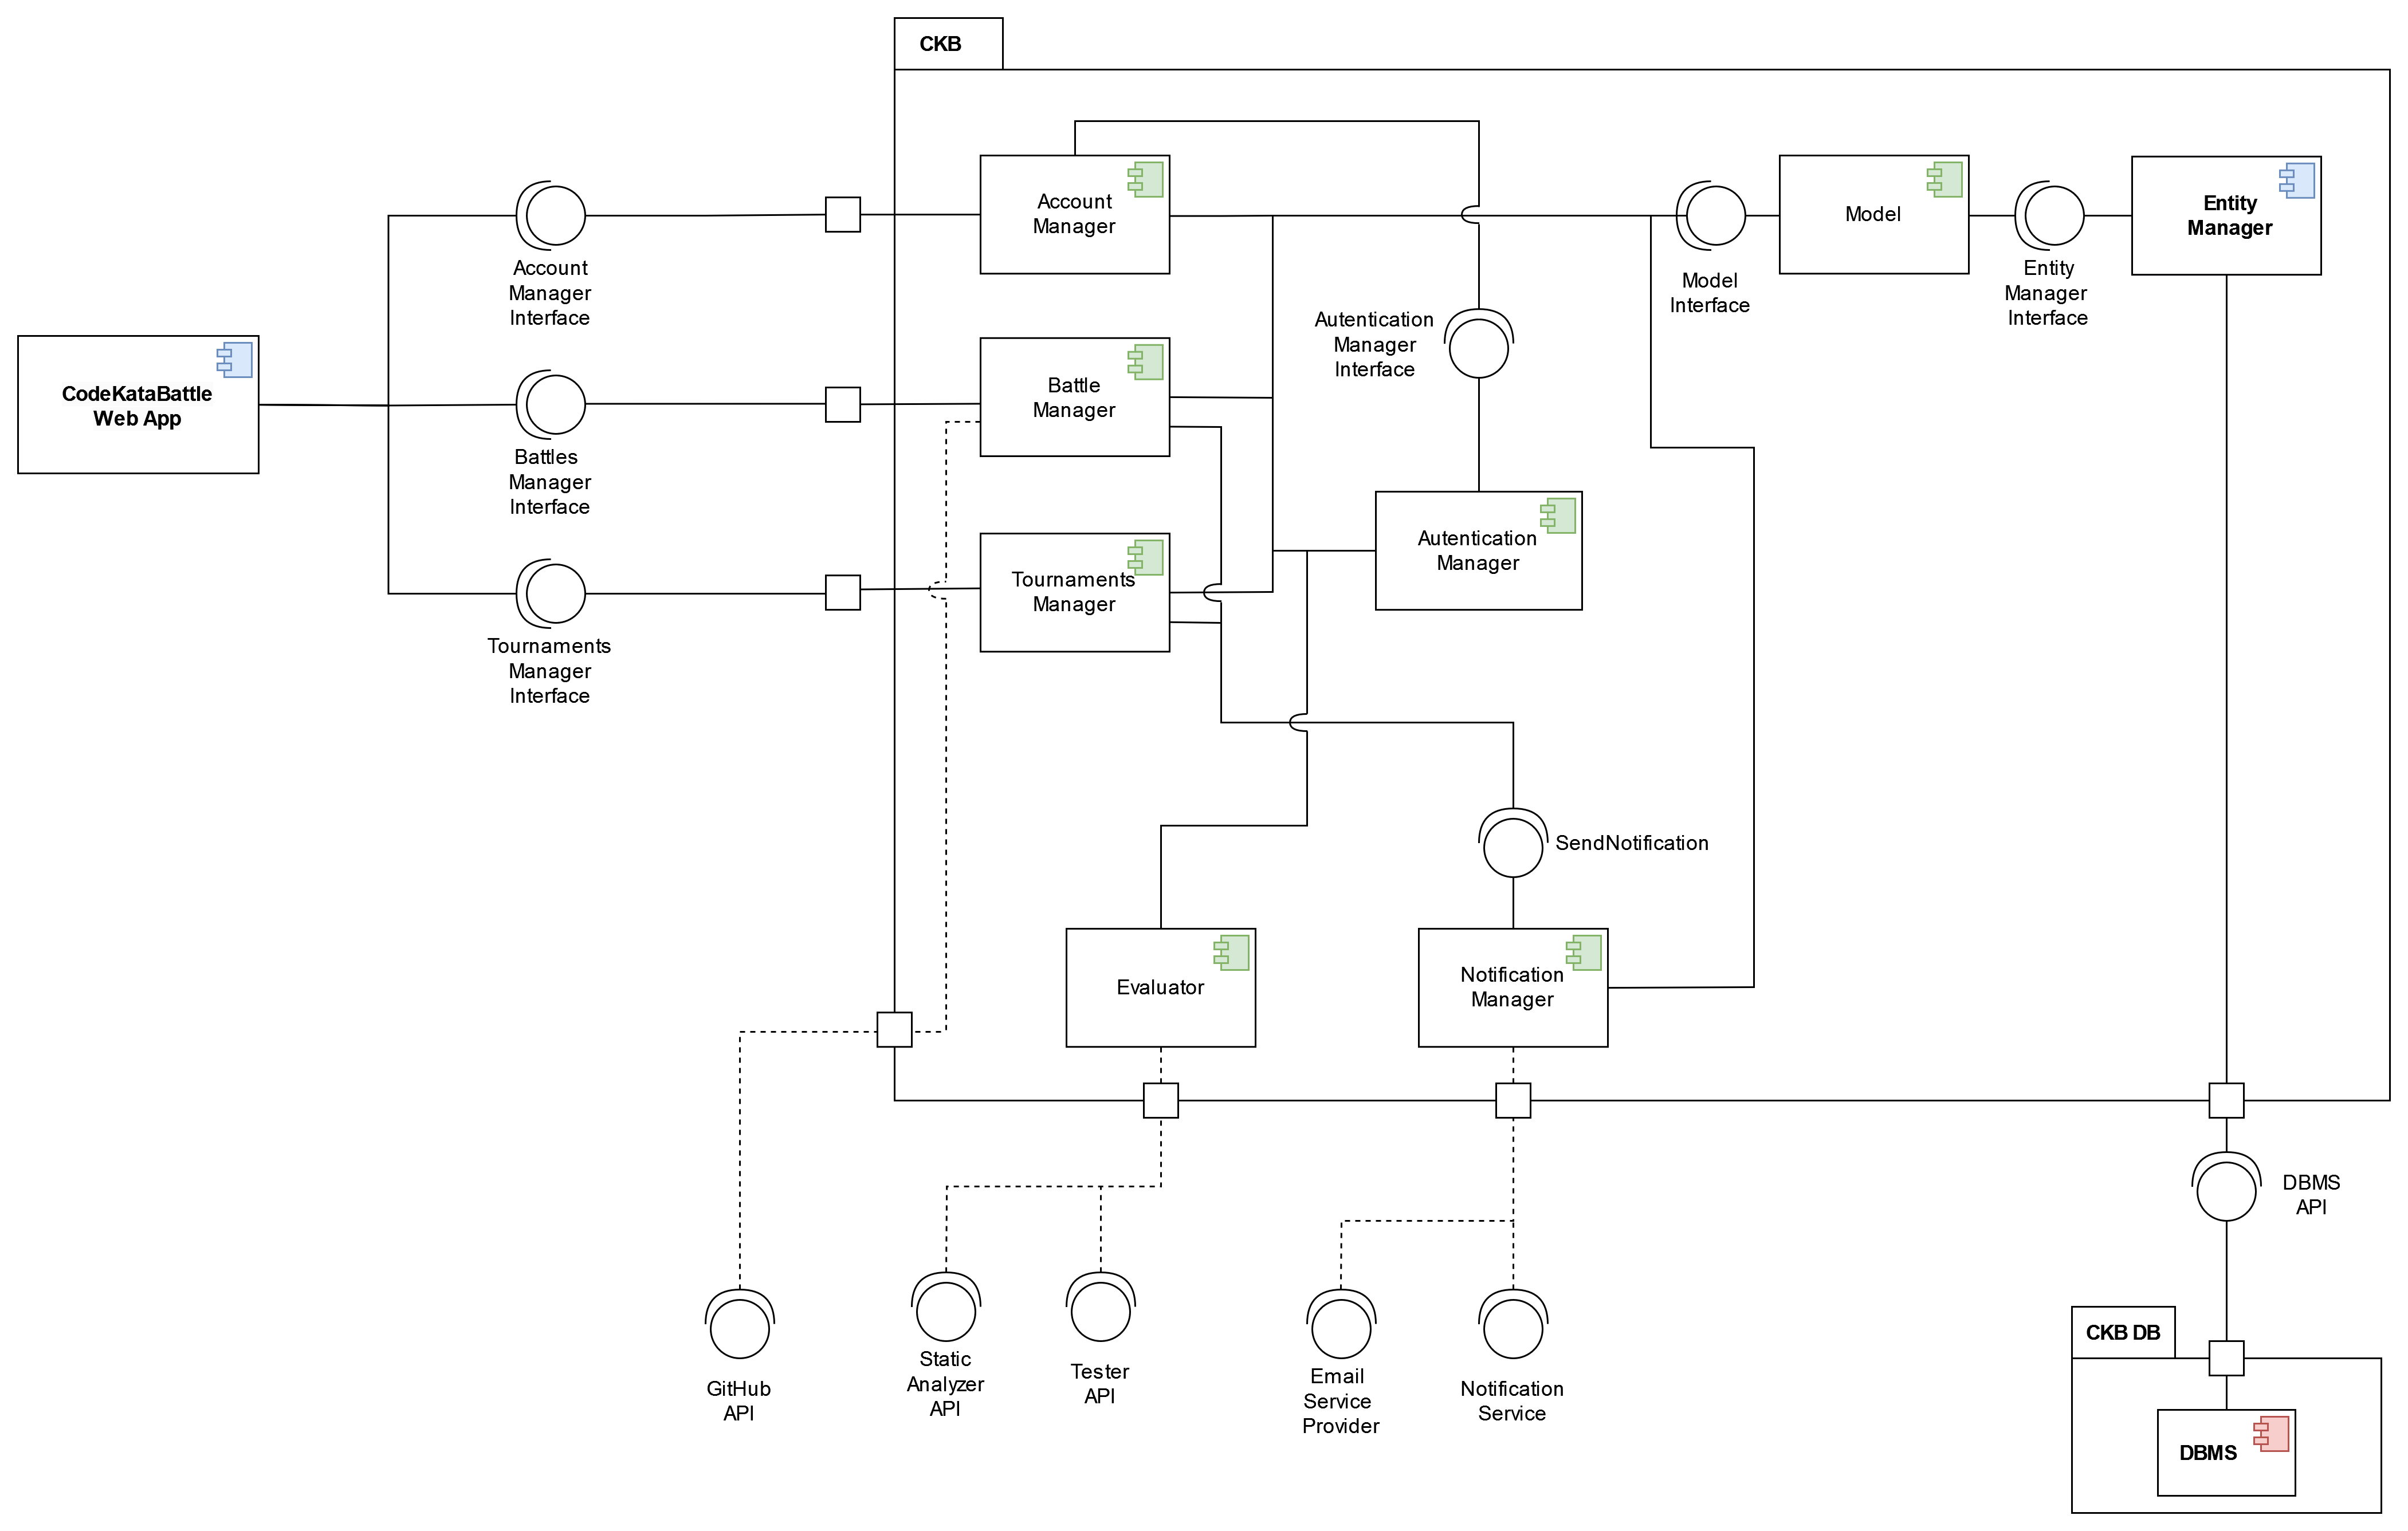 CKB
Account
Manager
Model
Entity
Manager
Account
Manager
Interface
Model
Interface
Entity
Manager
Interface
Autentication
Manager
Interface
CodeKataBattle
Web App
Battle
Manager
Battles
Manager
Interface
Autentication
Manager
Tournaments
Manager
Tournaments
Manager
Interface
SendNotification
Evaluator
Notification
Manager
DBMS
API
GitHub
API
Static
Analyzer
API
Tester
API
Email
Service
Provider
Notification
Service
CKB DB
DBMS